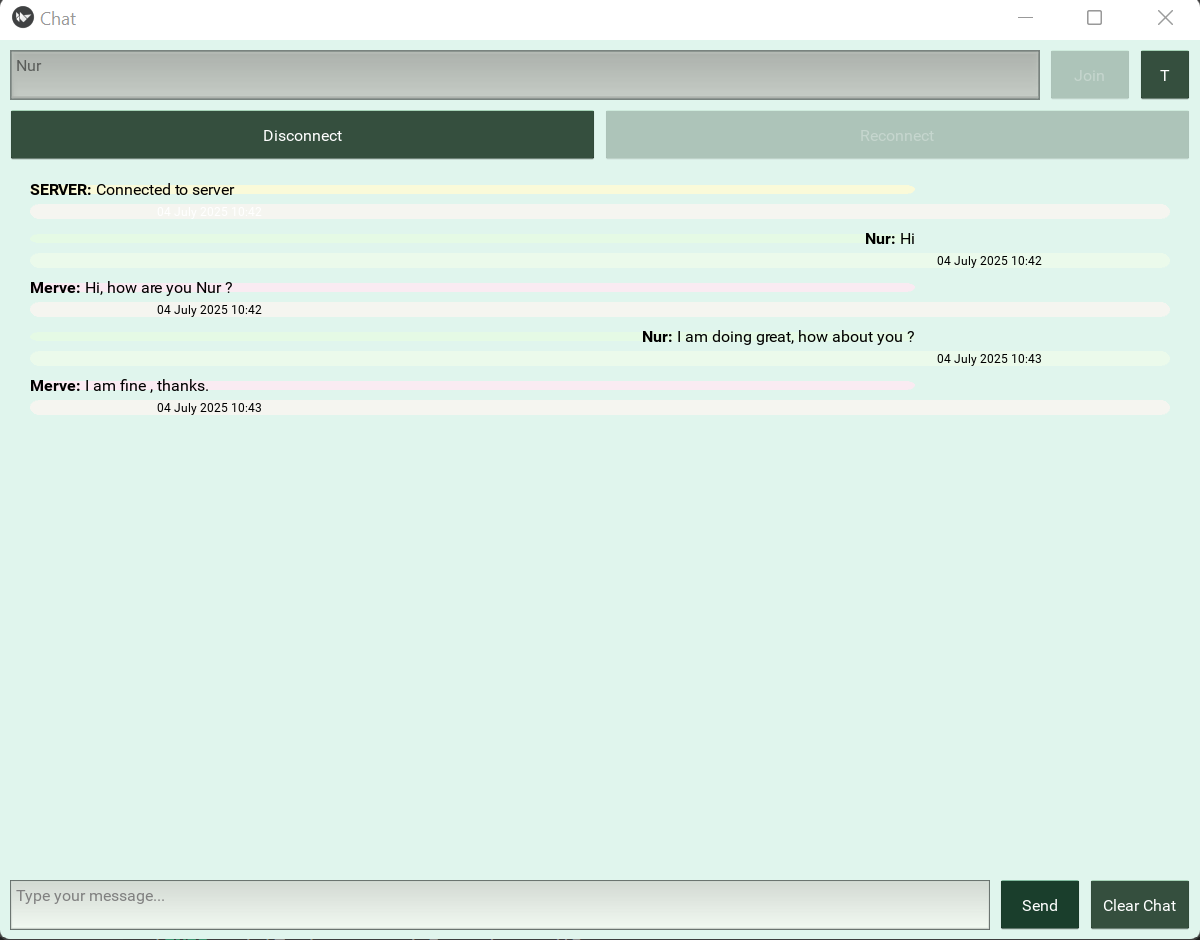 Chat
Nur
Join
T
Disconnect
Reconnect
SERVER: Connected to server
04 July 2025 10:42
Nur: Hi
04 July 2025 10:42
Merve: Hi, how are you Nur ?
04 July 2025 10:42
Nur: I am doing great, how about you ?
04 July 2025 10:43
Merve: I am fine , thanks.
04 July 2025 10:43
Type your message...
Send
Clear Chat